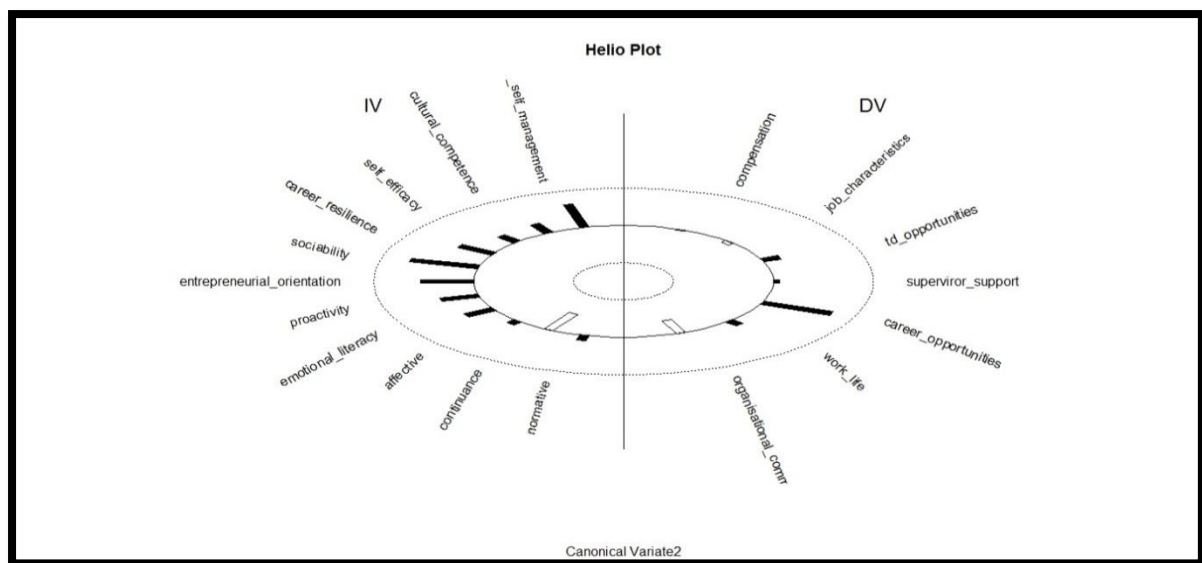 Helio Plot
IV
DV
_self_management
cultural_competence
self_efficacy
career_resilience
sociability
entrepreneurial_orientation
proactivity
emotional_literacy
affective
continuance
normative
compensation
job_characteristics
td_opportunities
superviror_support
career_opportunities
work_life
organisational_comm
Canonical Variate2